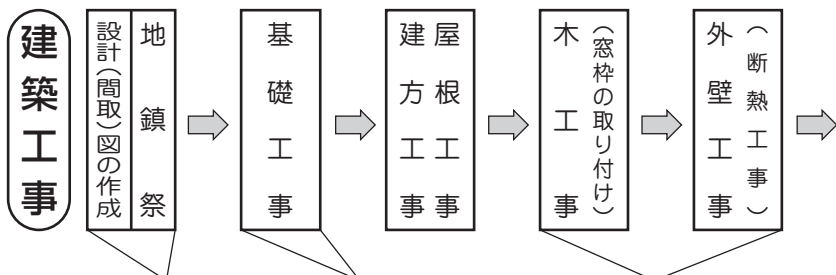 建築工事
地鎮祭
設計（間取）図の作成
基礎工事
屋根工事
建方工事
木工事
（窓枠の取り付け）
外壁工事
（断熱工事）